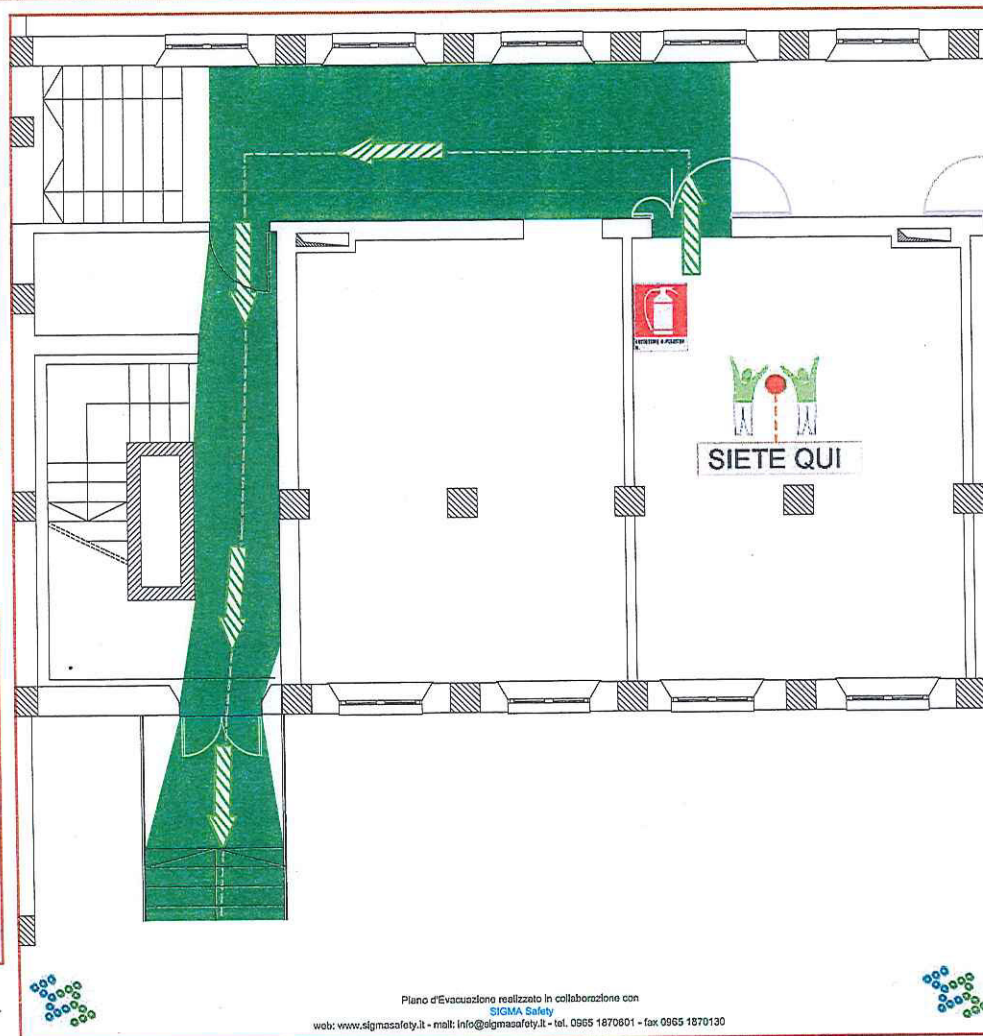 SIETE QUI
Piano d'Evacuazione realizzato in collaborazione con
SIGMA Safety
web: www.sigmasafety.it - mail: info@sigmasafety.it - tel. 0965 1870601 - fax 0965 1870130